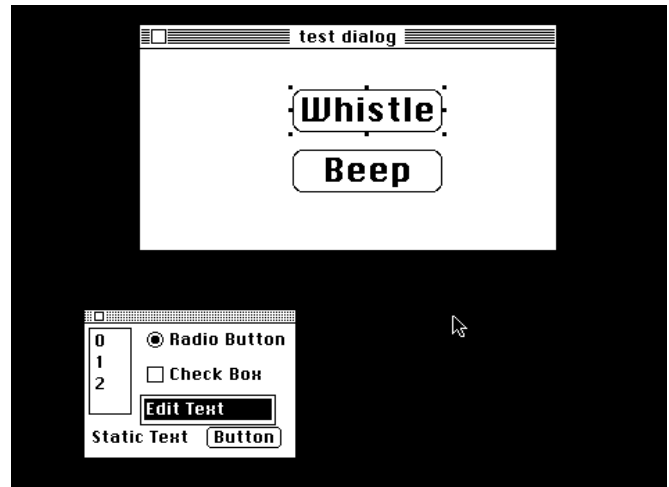 test dialog
Whistle
Beep
0
1
2
Radio Button
Check Box
Edit Text
Static Text
Button